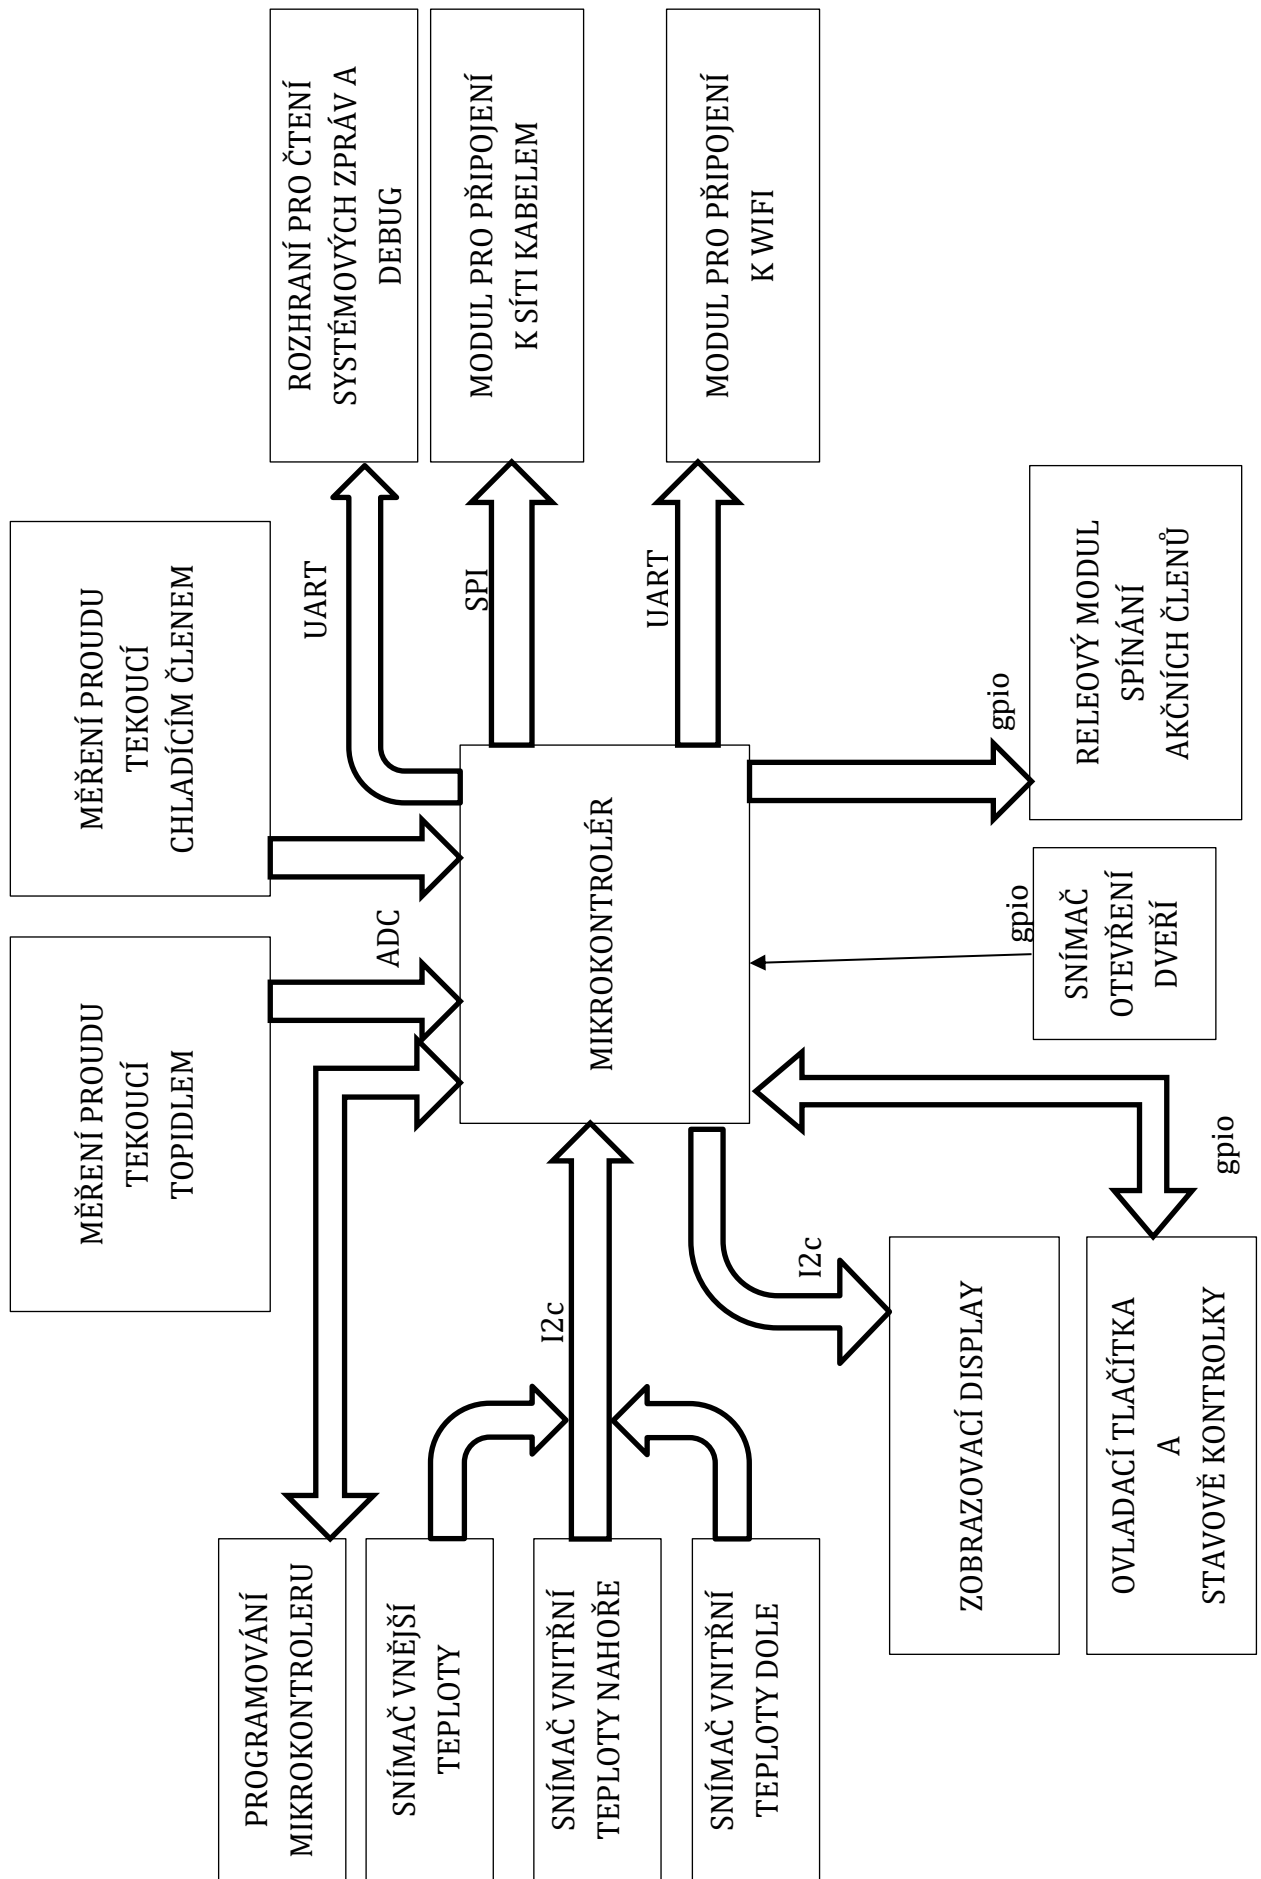 MĚŘENÍ PROUDU
TEKOUCÍ
TOPIDLEM
MĚŘENÍ PROUDU
TEKOUCÍ
CHLADÍCÍM ČLENEM
PROGRAMOVÁNÍ
MIKROKONTROLERU
ADC
UART
ROZHRANÍ PRO ČTENÍ
SYSTÉMOVÝCH ZPRÁV A
DEBUG
SNÍMAČ VNĚJŠÍ
TEPLOTY
SPI
MODUL PRO PŘIPOJENÍ
K SÍTI KABELEM
SNÍMAČ VNITŘNÍ
TEPLOTY NAHOŘE
I2c
MIKROKONTROLÉR
UART
MODUL PRO PŘIPOJENÍ
K WIFI
SNÍMAČ VNITŘNÍ
TEPLOTY DOLE
I2c
ZOBRAZOVACÍ DISPLAY
gpio
SNÍMAČ
OTEVŘENÍ
DVEŘÍ
gpio
RELEOVÝ MODUL
SPÍNÁNÍ
AKČNÍCH ČLENŮ
OVLADACÍ TLAČÍTKA
A
STAVOVĚ KONTROLKY
gpio